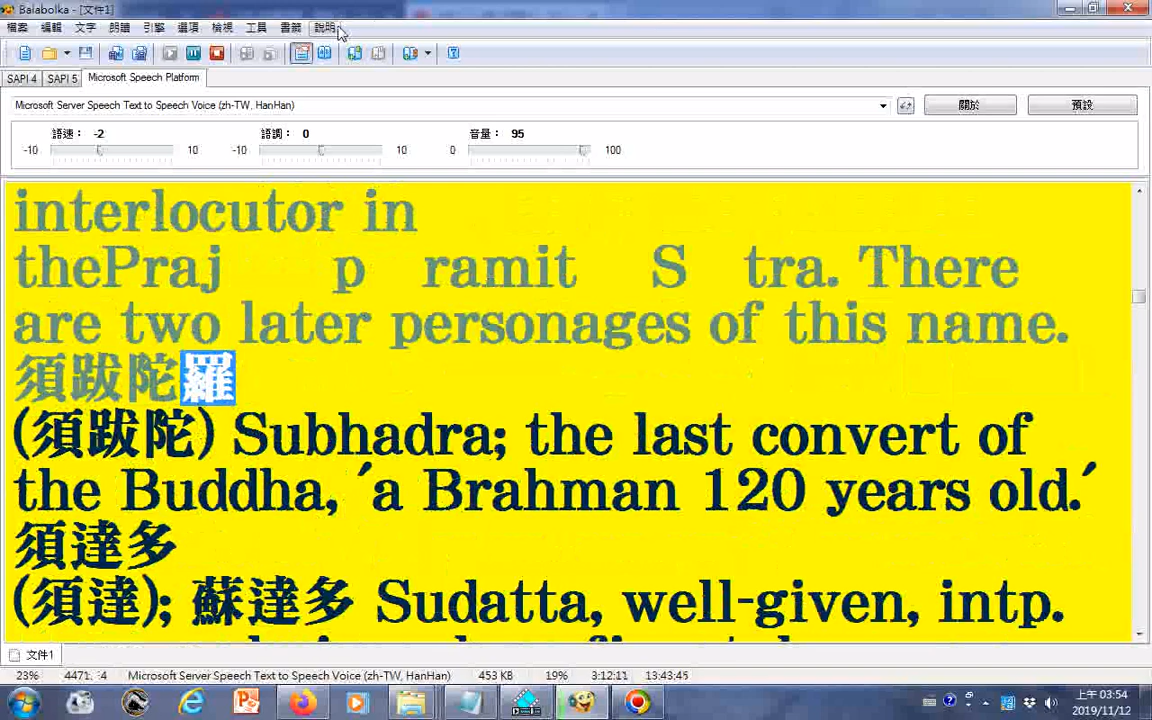 Balabolka - [文件1]
檔案 編輯 文字 朗讀 引擎 選項 檢視 工具 書籤 說明
SAPI 4 SAPI 5 Microsoft Speech Platform
Microsoft Server Speech Text to Speech Voice (zh-TW, HanHan) 關於 預設
語速： -2 語調： 0 音量： 95
-10 10 -10 10 0 100
interlocutor in
thePraj p ramit S tra. There
are two later personages of this name.
須跋陀羅
(須跋陀) Subhadra; the last convert of
the Buddha, ´a Brahman 120 years old.´
須達多
(須達); 蘇達多 Sudatta, well-given, intp.
文件1
23% 4471: :4 Microsoft Server Speech Text to Speech Voice (zh-TW, HanHan) 453 KB 19% 3:12:11 13:43:45
上午 03:54
2019/11/12